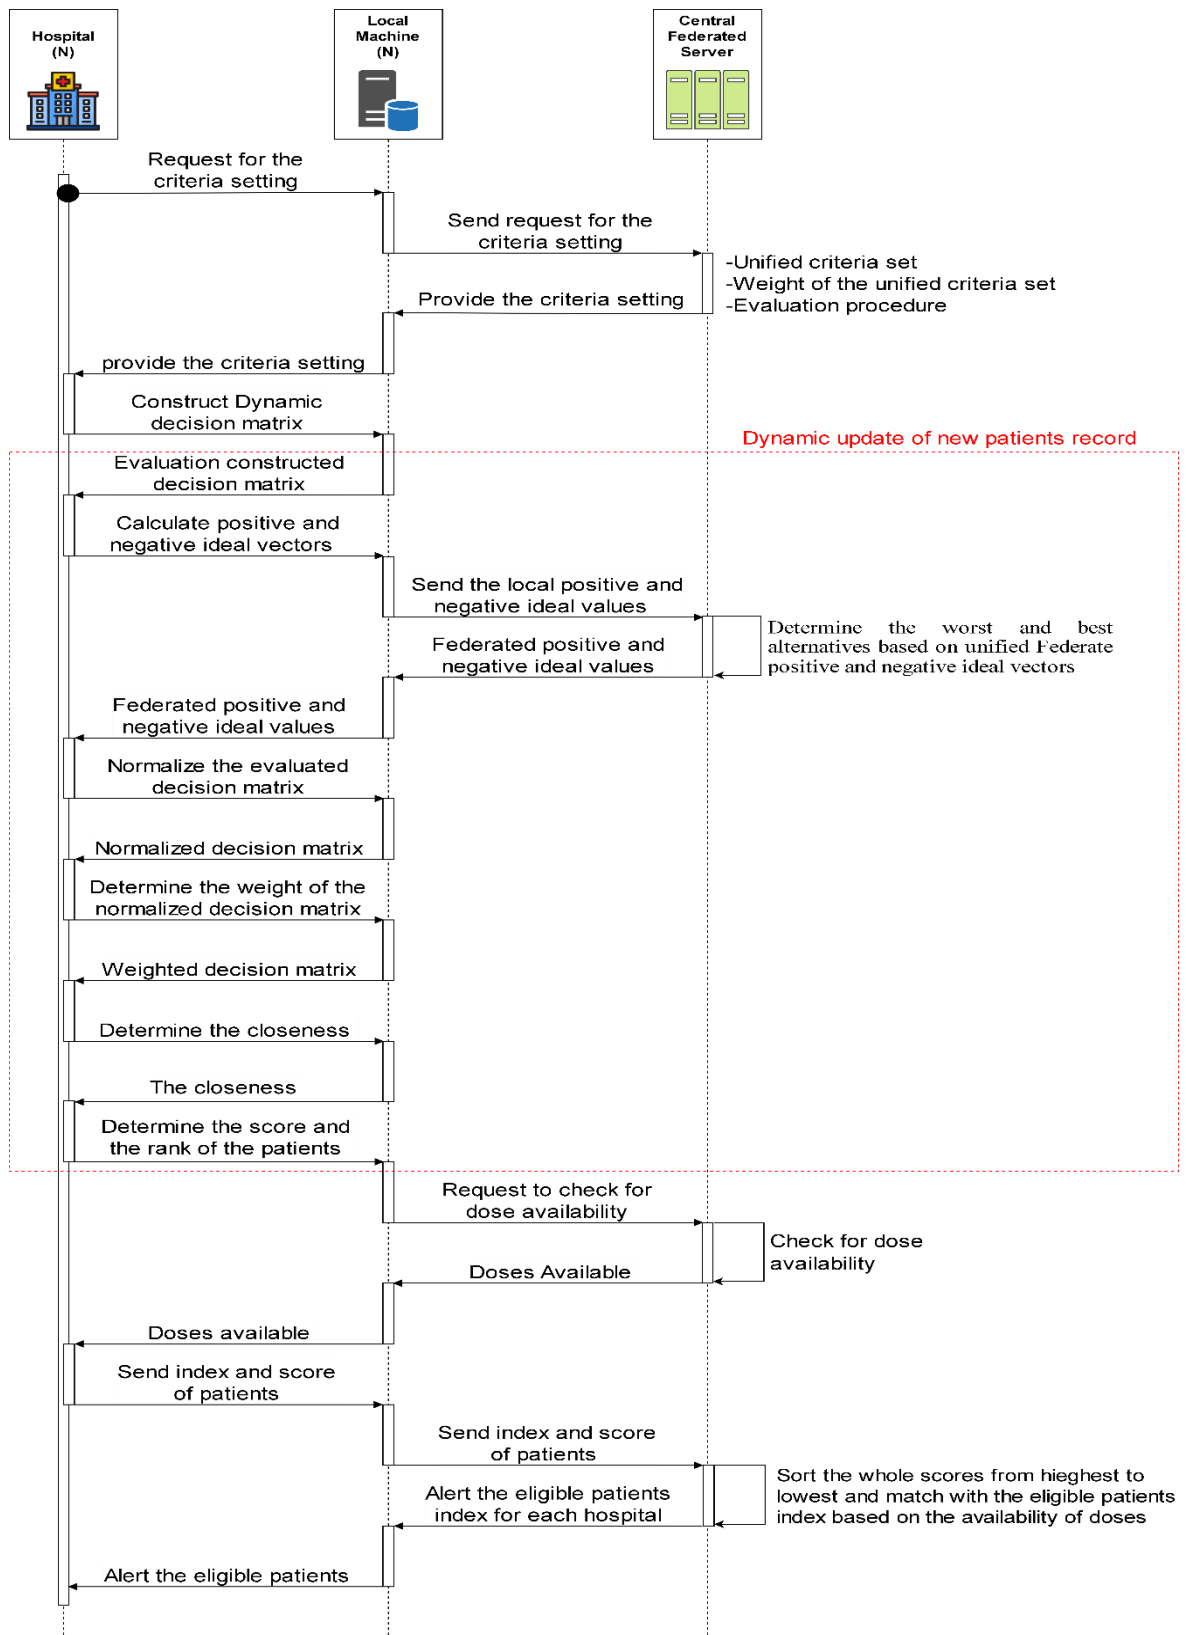 Hospital
(N)
Local
Machine
(N)
Central
Federated
Server
Request for the
criteria setting
Send request for the
criteria setting
-Unified criteria set
-Weight of the unified criteria set
-Evaluation procedure
Provide the criteria setting
provide the criteria setting
Construct Dynamic
decision matrix
Dynamic update of new patients record
Evaluation constructed
decision matrix
Calculate positive and
negative ideal vectors
Send the local positive and
negative ideal values
Determine the worst and best
alternatives based on unified Federate
positive and negative ideal vectors
Federated positive and
negative ideal values
Federated positive and
negative ideal values
Normalize the evaluated
decision matrix
Normalized decision matrix
Determine the weight of the
normalized decision matrix
Weighted decision matrix
Determine the closeness
The closeness
Determine the score and
the rank of the patients
Request to check for
dose availability
Check for dose
availability
Doses Available
Doses available
Send index and score
of patients
Send index and score
of patients
Sort the whole scores from hieghest to
lowest and match with the eligible patients
index based on the availability of doses
Alert the eligible patients
index for each hospital
Alert the eligible patients